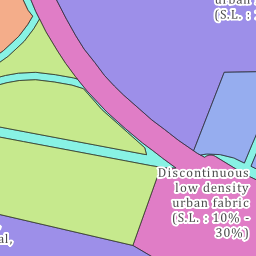 urban fabric
(S.L. :
Discontinuous
low density
urban fabric
(S.L. : 10% -
30%)
al,